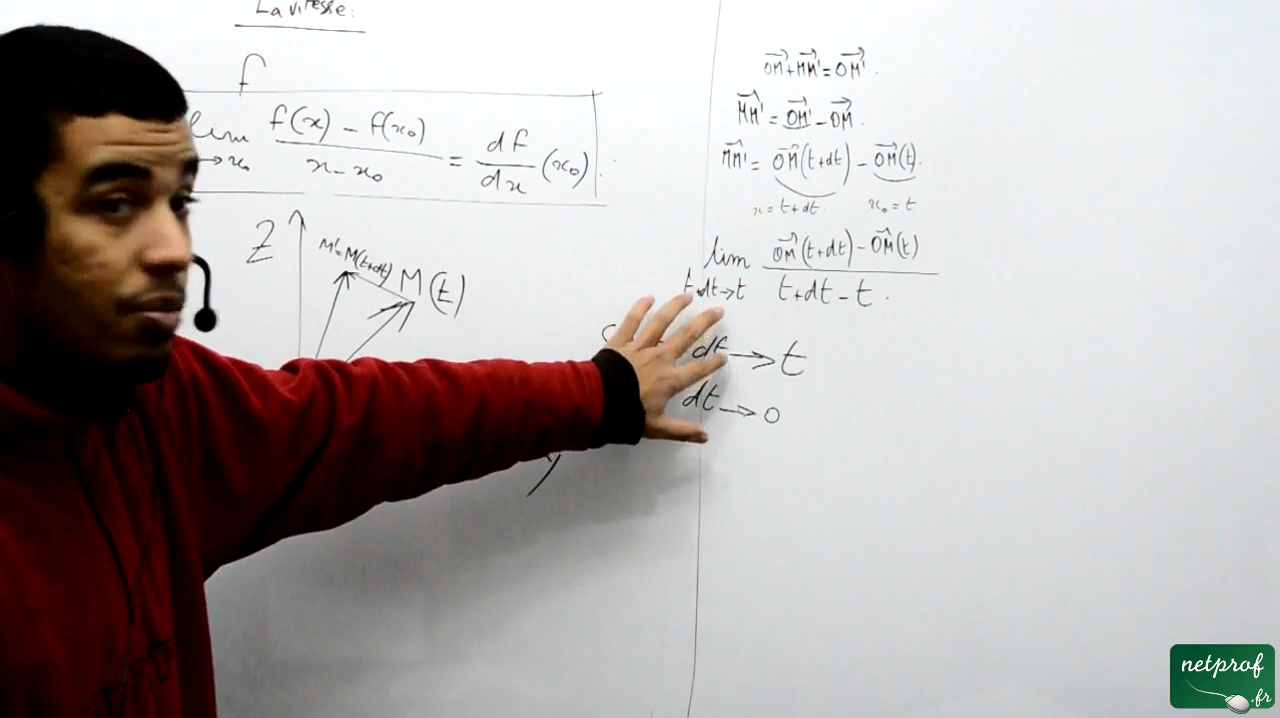 La vitesse:
f
lim f(x) - f(x₀) / x - x₀ = df/dx (x₀)
→ x₀
Z
M'=M(t+dt)
M(t)
y
OM⃗ + MM'⃗ = OM'⃗.
MM'⃗ = OM'⃗ - OM⃗.
MM'⃗ = OM⃗(t+dt) - OM⃗(t).
x = t+dt. x₀ = t
lim OM⃗(t+dt) - OM⃗(t) / t+dt - t.
t+dt→t
dt → t
dt → 0
netprof
.fr